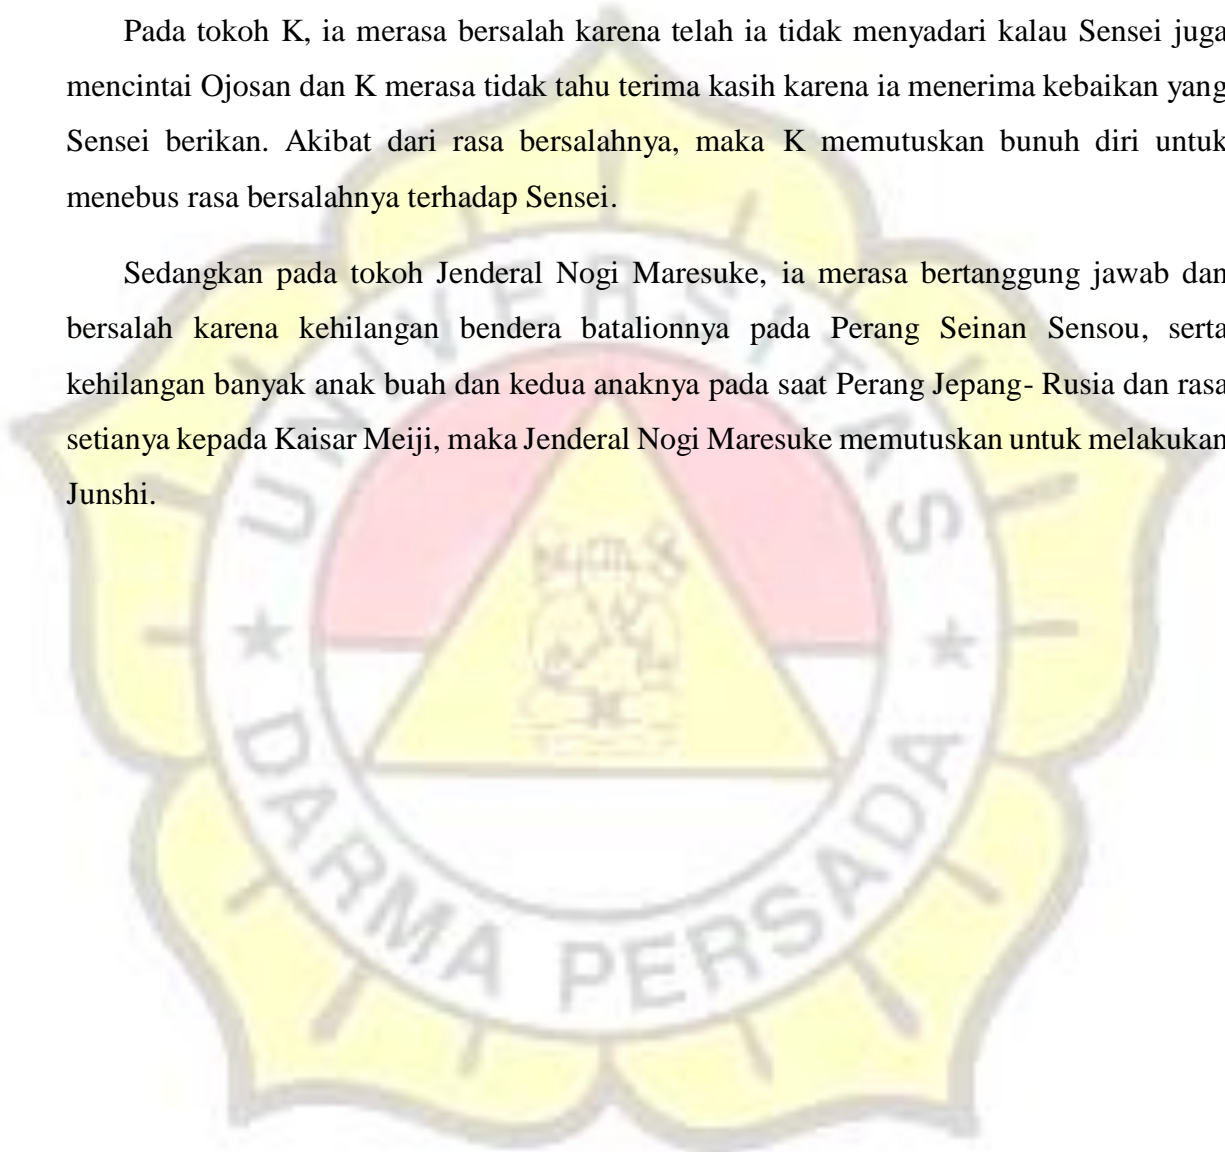 Pada tokoh K, ia merasa bersalah karena telah ia tidak menyadari kalau Sensei juga
mencintai Ojosan dan K merasa tidak tahu terima kasih karena ia menerima kebaikan yang
Sensei berikan. Akibat dari rasa bersalahnya, maka K memutuskan bunuh diri untuk
menebus rasa bersalahnya terhadap Sensei.
Sedangkan pada tokoh Jenderal Nogi Maresuke, ia merasa bertanggung jawab dan
bersalah karena kehilangan bendera batalionnya pada Perang Seinan Sensou, serta
kehilangan banyak anak buah dan kedua anaknya pada saat Perang Jepang- Rusia dan rasa
setianya kepada Kaisar Meiji, maka Jenderal Nogi Maresuke memutuskan untuk melakukan
Junshi.
UNIVERSITAS
DARMA PERSADA